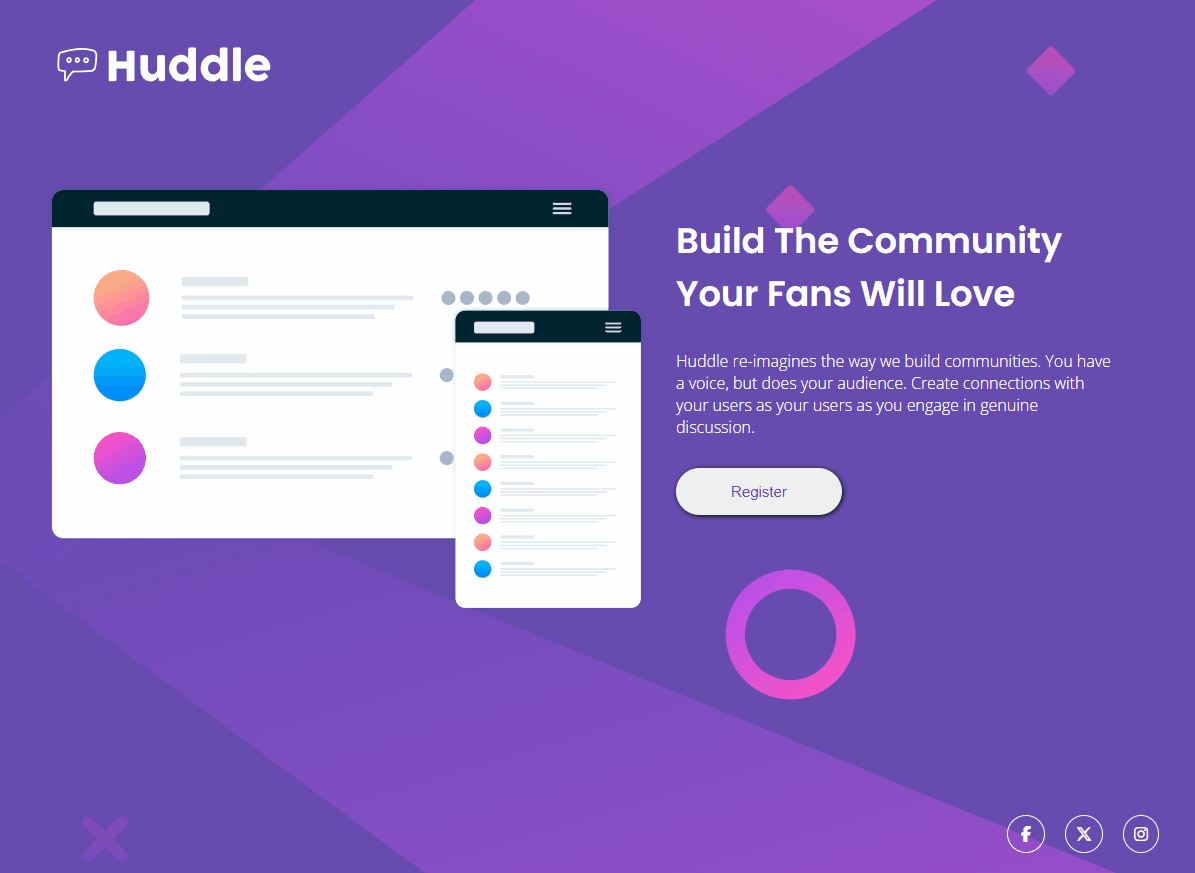 Huddle
Build The Community
Your Fans Will Love
Huddle re-imagines the way we build communities. You have
a voice, but does your audience. Create connections with
your users as your users as you engage in genuine
discussion.
Register